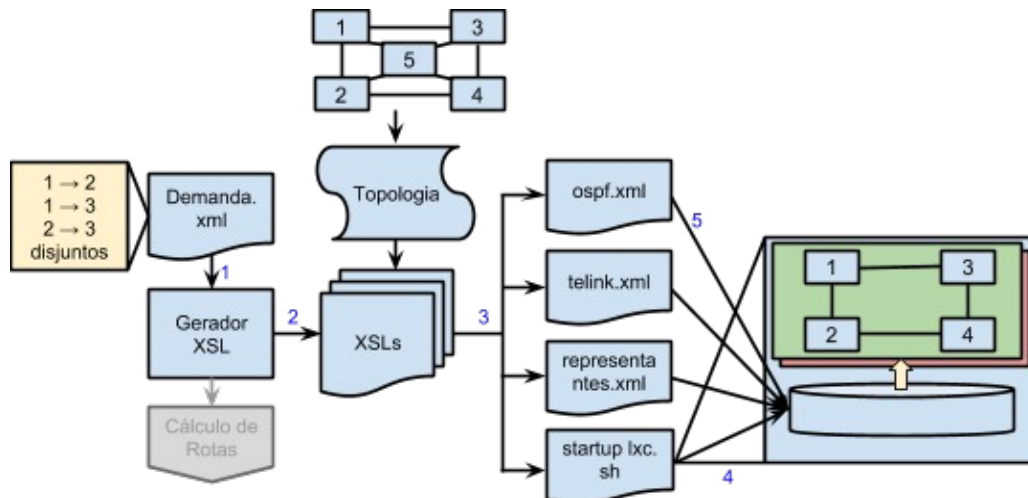 1
3
5
2
4
1 → 2
1 → 3
2 → 3
disjuntos
Demanda.
xml
1
Gerador
XSL
Cálculo de
Rotas
2
Topologia
XSLs
3
ospf.xml
telink.xml
representa
ntes.xml
startup lxc.
sh
5
4
1
3
2
4